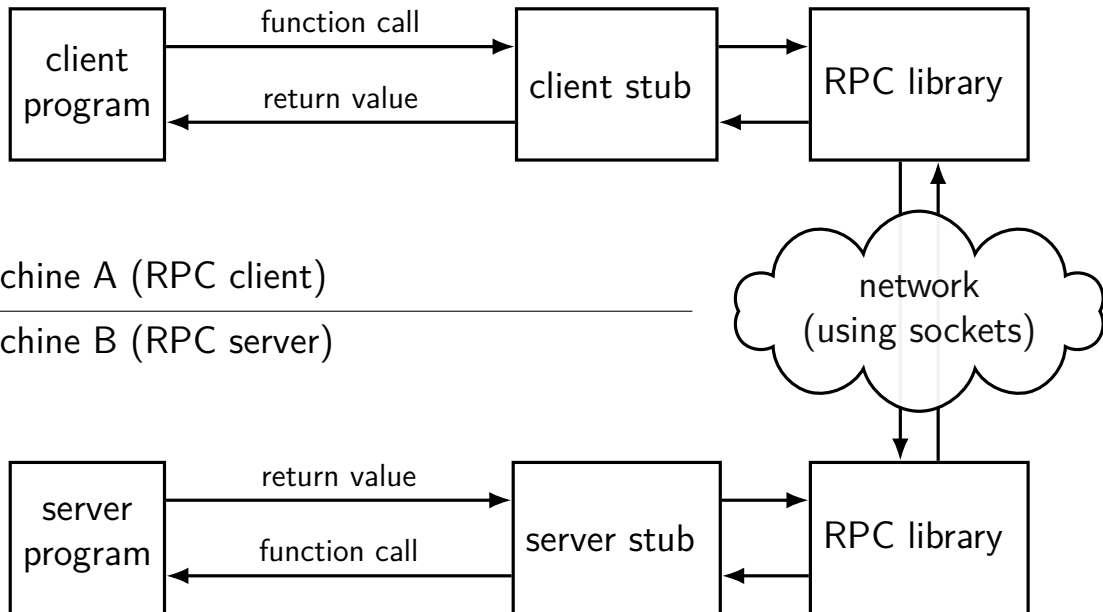 function call
client
program
return value
client stub
RPC library
chine A (RPC client)
chine B (RPC server)
network
(using sockets)
server
program
return value
function call
server stub
RPC library